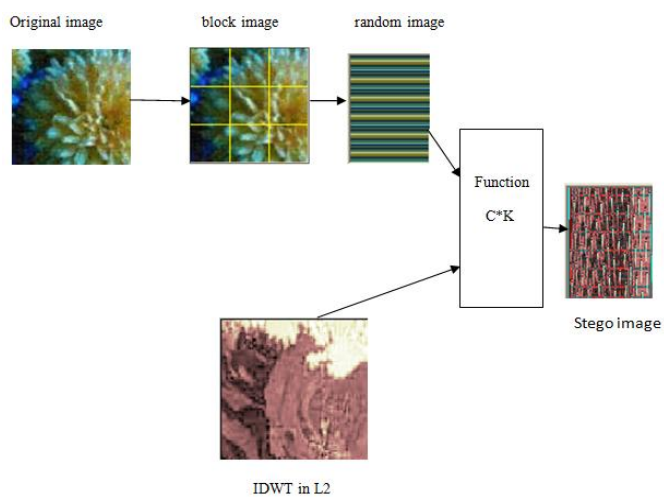 Original image
block image
random image
Function
C*K
Stego image
IDWT in L2